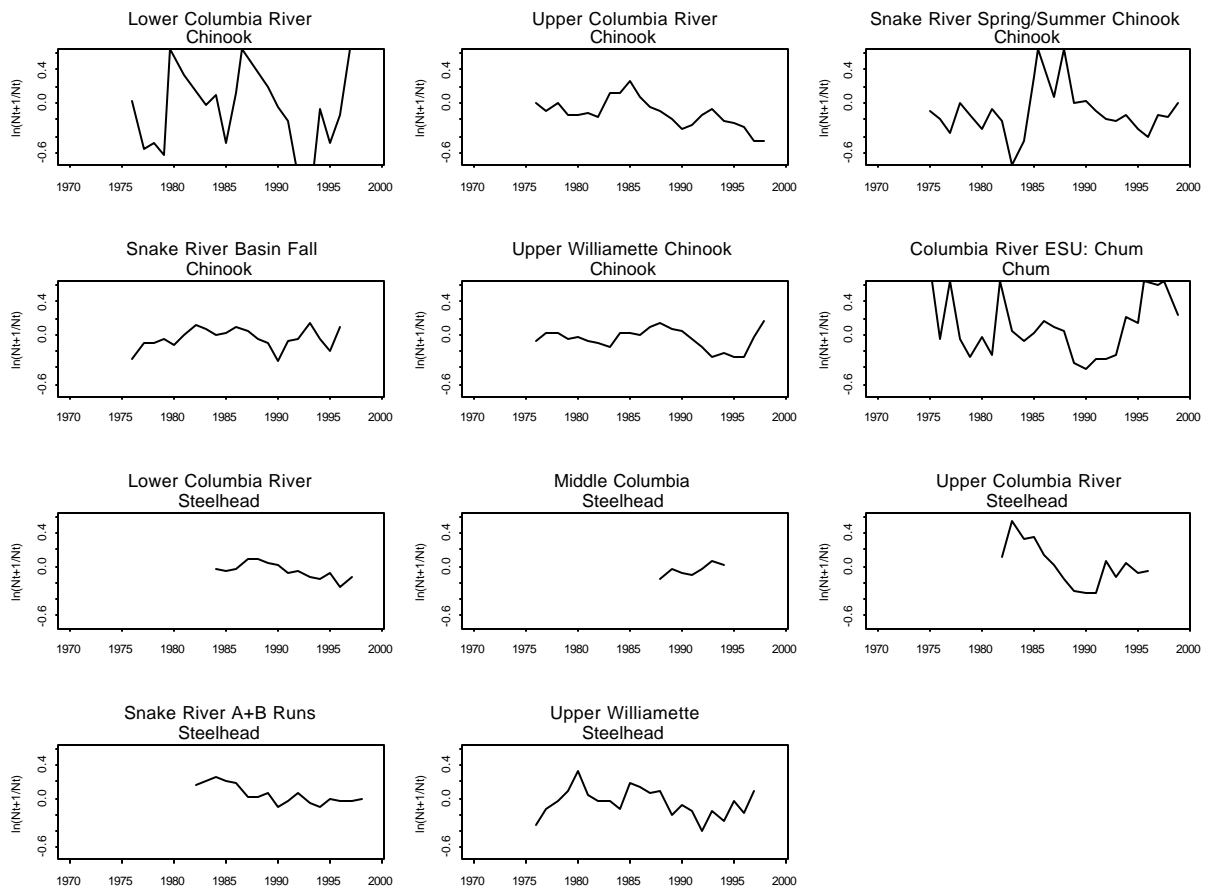 Lower Columbia River
Chinook
ln(Nt+1/Nt)
0.4
0.0
-0.6
1970 1975 1980 1985 1990 1995 2000
Upper Columbia River
Chinook
ln(Nt+1/Nt)
0.4
0.0
-0.6
1970 1975 1980 1985 1990 1995 2000
Snake River Spring/Summer Chinook
Chinook
ln(Nt+1/Nt)
0.4
0.0
-0.6
1970 1975 1980 1985 1990 1995 2000
Snake River Basin Fall
Chinook
ln(Nt+1/Nt)
0.4
0.0
-0.6
1970 1975 1980 1985 1990 1995 2000
Upper Williamette Chinook
Chinook
ln(Nt+1/Nt)
0.4
0.0
-0.6
1970 1975 1980 1985 1990 1995 2000
Columbia River ESU: Chum
Chum
ln(Nt+1/Nt)
0.4
0.0
-0.6
1970 1975 1980 1985 1990 1995 2000
Lower Columbia River
Steelhead
ln(Nt+1/Nt)
0.4
0.0
-0.6
1970 1975 1980 1985 1990 1995 2000
Middle Columbia
Steelhead
ln(Nt+1/Nt)
0.4
0.0
-0.6
1970 1975 1980 1985 1990 1995 2000
Upper Columbia River
Steelhead
ln(Nt+1/Nt)
0.4
0.0
-0.6
1970 1975 1980 1985 1990 1995 2000
Snake River A+B Runs
Steelhead
ln(Nt+1/Nt)
0.4
0.0
-0.6
1970 1975 1980 1985 1990 1995 2000
Upper Williamette
Steelhead
ln(Nt+1/Nt)
0.4
0.0
-0.6
1970 1975 1980 1985 1990 1995 2000